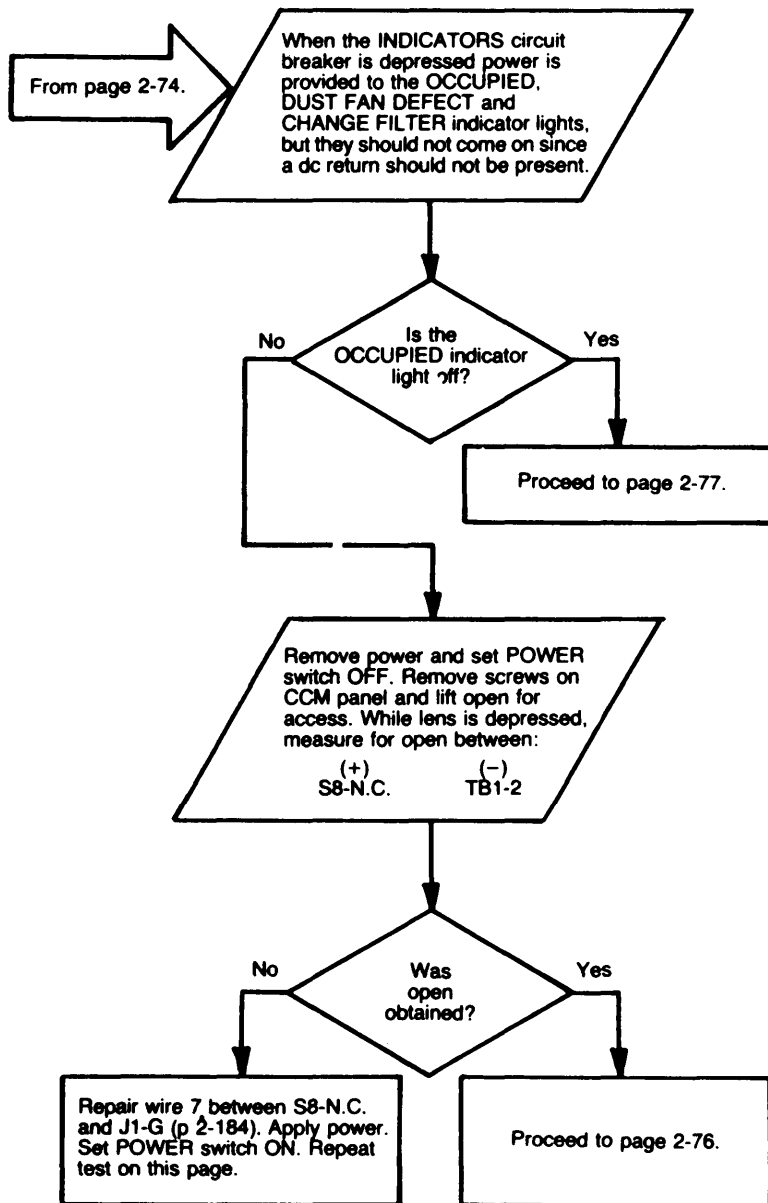 From page 2-74.
When the INDICATORS circuit
breaker is depressed power is
provided to the OCCUPIED,
DUST FAN DEFECT and
CHANGE FILTER indicator lights,
but they should not come on since
a dc return should not be present.
No
Is the
OCCUPIED indicator
light off?
Yes
Proceed to page 2-77.
Remove power and set POWER
switch OFF. Remove screws on
CCM panel and lift open for
access. While lens is depressed,
measure for open between:
(+) (−)
S8-N.C. TB1-2
No
Was
open
obtained?
Yes
Repair wire 7 between S8-N.C.
and J1-G (p 2-184). Apply power.
Set POWER switch ON. Repeat
test on this page.
Proceed to page 2-76.